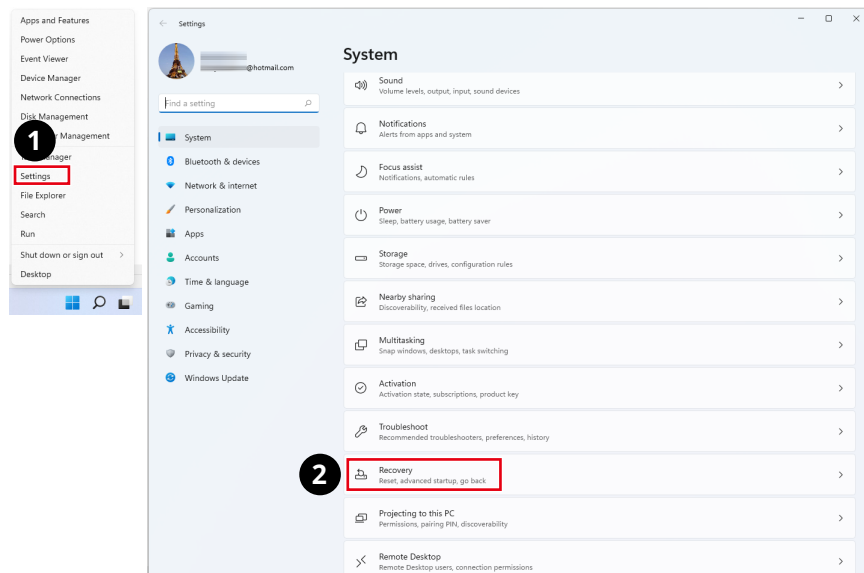 Apps and Features
Power Options
Event Viewer
Device Manager
Network Connections
Disk Management
Management
1
Settings
File Explorer
Search
Run
Shut down or sign out
Desktop
Settings
@hotmail.com
Find a setting
System
Bluetooth & devices
Network & internet
Personalization
Apps
Accounts
Time & language
Gaming
Accessibility
Privacy & security
Windows Update
System
Sound
Volume levels, output, input, sound devices
Notifications
Alerts from apps and system
Focus assist
Notifications, automatic rules
Power
Sleep, battery usage, battery saver
Storage
Storage space, drives, configuration rules
Nearby sharing
Discoverability, received files location
Multitasking
Snap windows, desktops, task switching
Activation
Activation state, subscriptions, product key
Troubleshoot
Recommended troubleshooters, preferences, history
2
Recovery
Reset, advanced startup, go back
Projecting to this PC
Permissions, pairing PIN, discoverability
Remote Desktop
Remote Desktop users, connection permissions